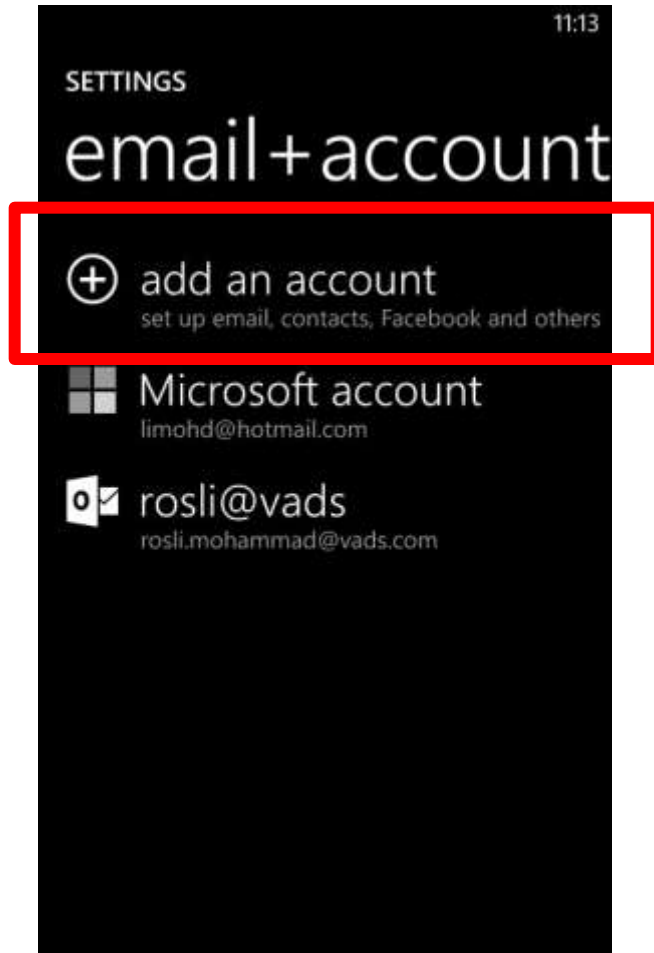 11:13
SETTINGS
email+account
add an account
set up email, contacts, Facebook and others
Microsoft account
limohd@hotmail.com
rosli@vads
rosli.mohammad@vads.com